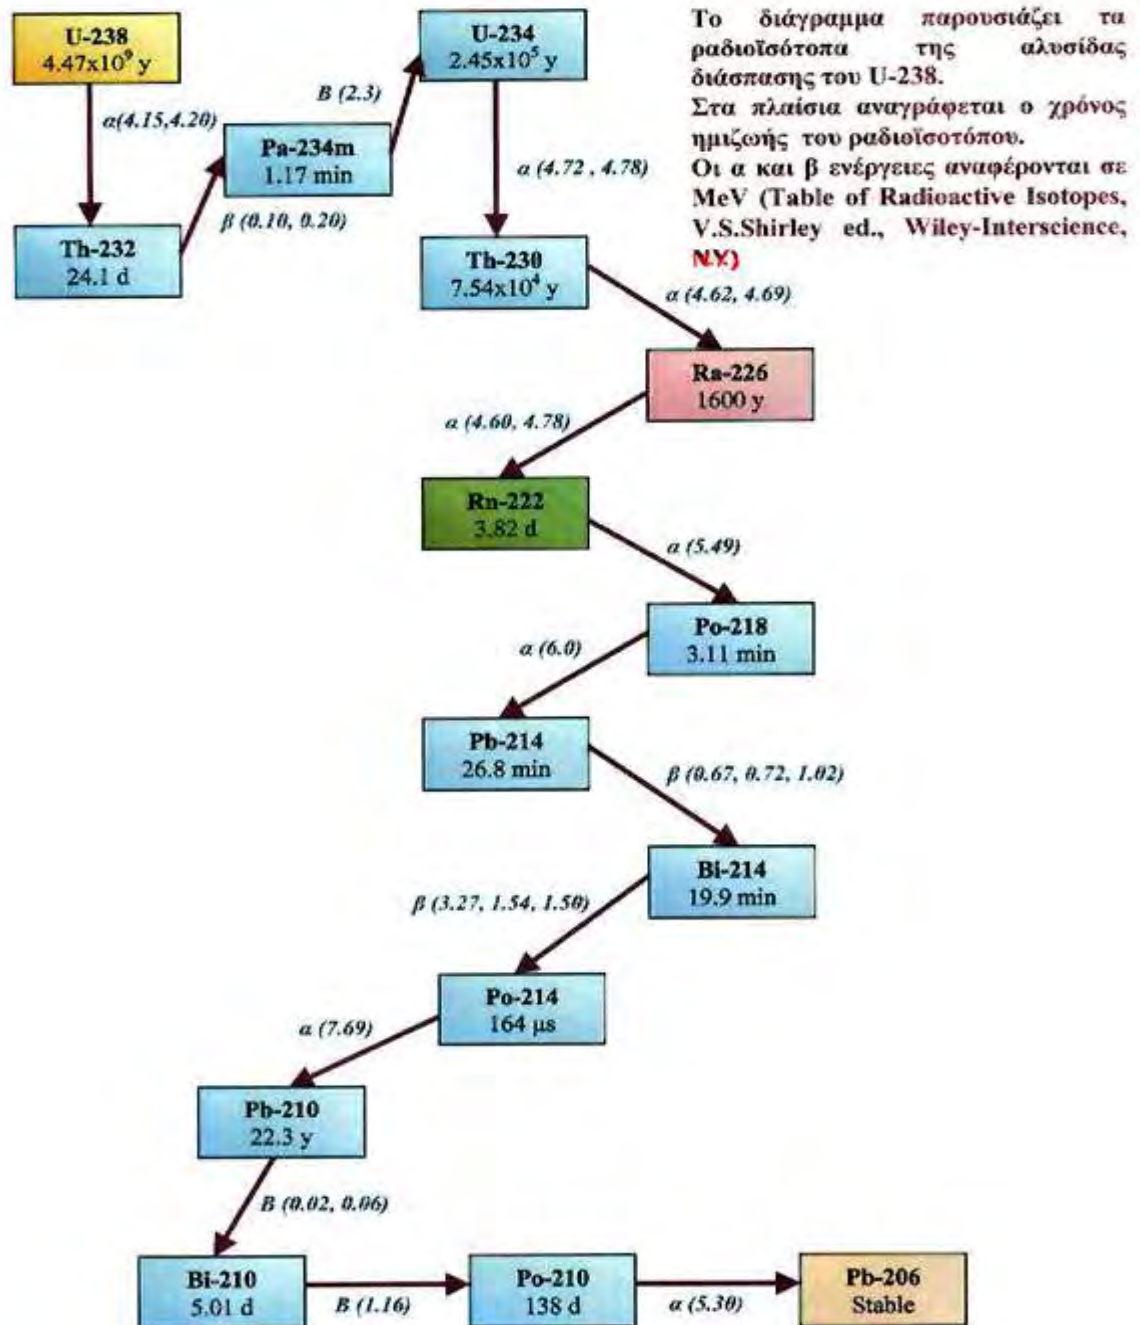 U-238
4.47x10⁹ y
U-234
2.45x10⁵ y
Το διάγραμμα παρουσιάζει τα
ραδιοϊσότοπα της αλυσίδας
διάσπασης του U-238.
Στα πλαίσια αναγράφεται ο χρόνος
ημιζωής του ραδιοϊσοτόπου.
Οι α και β ενέργειες αναφέρονται σε
MeV (Table of Radioactive Isotopes,
V.S.Shirley ed., Wiley-Interscience,
N.Y.)
B (2.3)
α(4.15,4.20)
Pa-234m
1.17 min
α (4.72 , 4.78)
β (0.10, 0.20)
Th-232
24.1 d
Th-230
7.54x10⁴ y
α (4.62, 4.69)
Ra-226
1600 y
α (4.60, 4.78)
Rn-222
3.82 d
α (5.49)
Po-218
3.11 min
α (6.0)
Pb-214
26.8 min
β (0.67, 0.72, 1.02)
Bi-214
19.9 min
β (3.27, 1.54, 1.50)
Po-214
164 μs
α (7.69)
Pb-210
22.3 y
B (0.02, 0.06)
Bi-210
5.01 d
B (1.16)
Po-210
138 d
α (5.30)
Pb-206
Stable